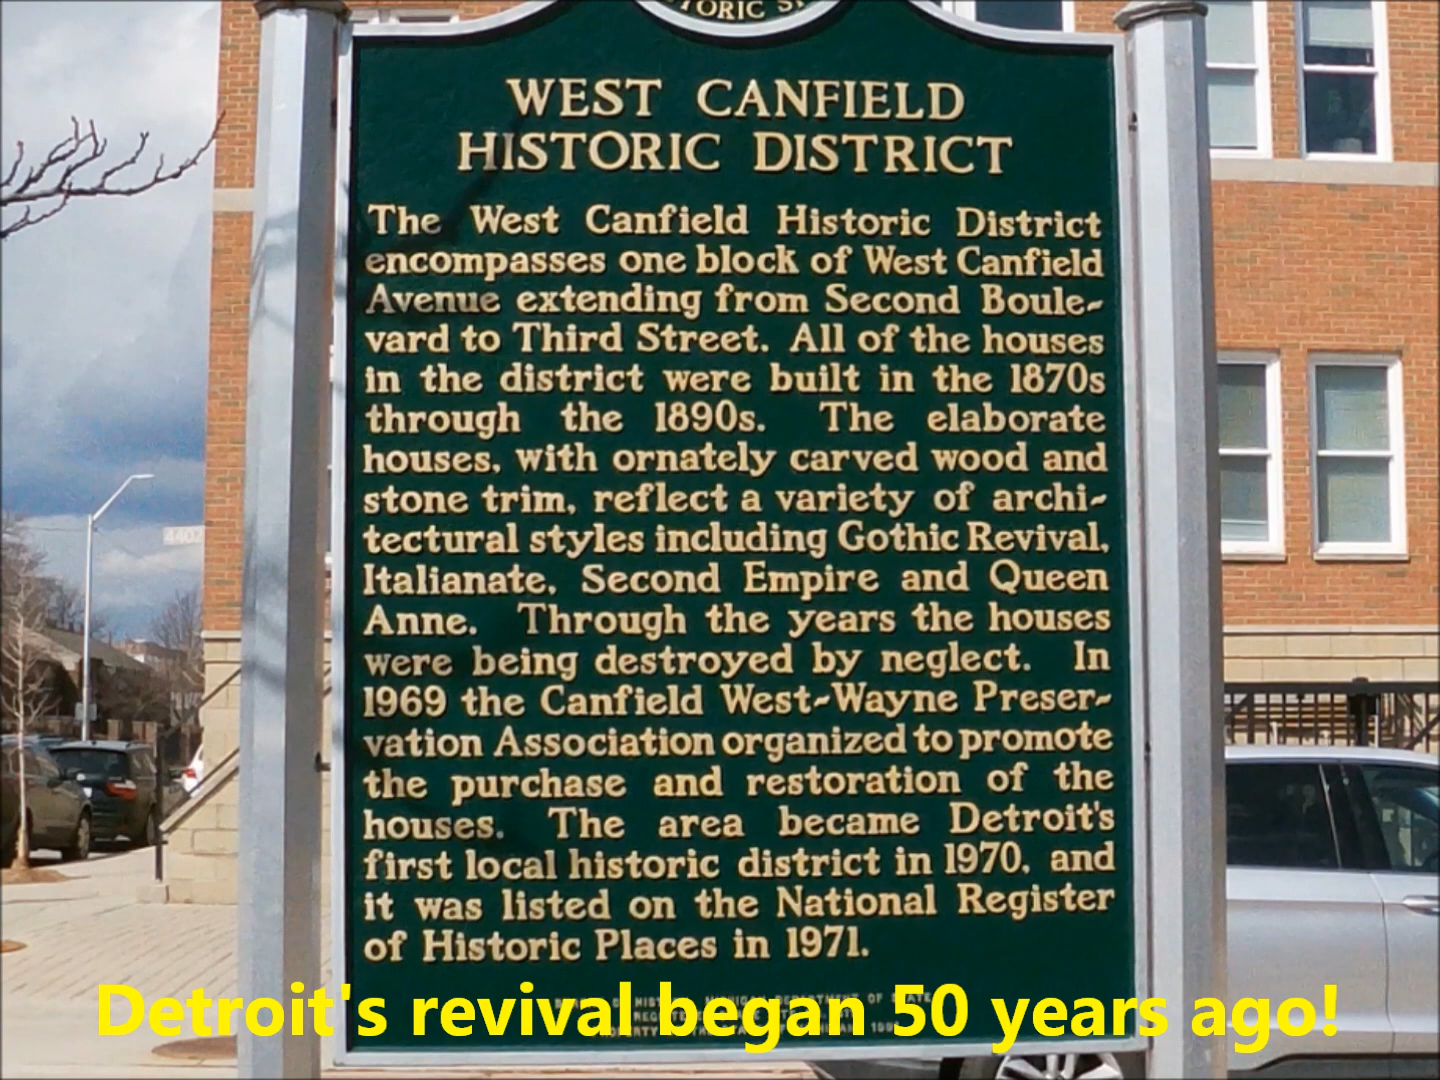 TORIC S
WEST CANFIELD
HISTORIC DISTRICT
The West Canfield Historic District
encompasses one block of West Canfield
Avenue extending from Second Boule-
vard to Third Street. All of the houses
in the district were built in the 1870s
through the 1890s. The elaborate
houses, with ornately carved wood and
stone trim, reflect a variety of archi-
tectural styles including Gothic Revival,
Italianate, Second Empire and Queen
Anne. Through the years the houses
were being destroyed by neglect. In
1969 the Canfield West-Wayne Preser-
vation Association organized to promote
the purchase and restoration of the
houses. The area became Detroit's
first local historic district in 1970, and
it was listed on the National Register
of Historic Places in 1971.
Detroit's revival began 50 years ago!